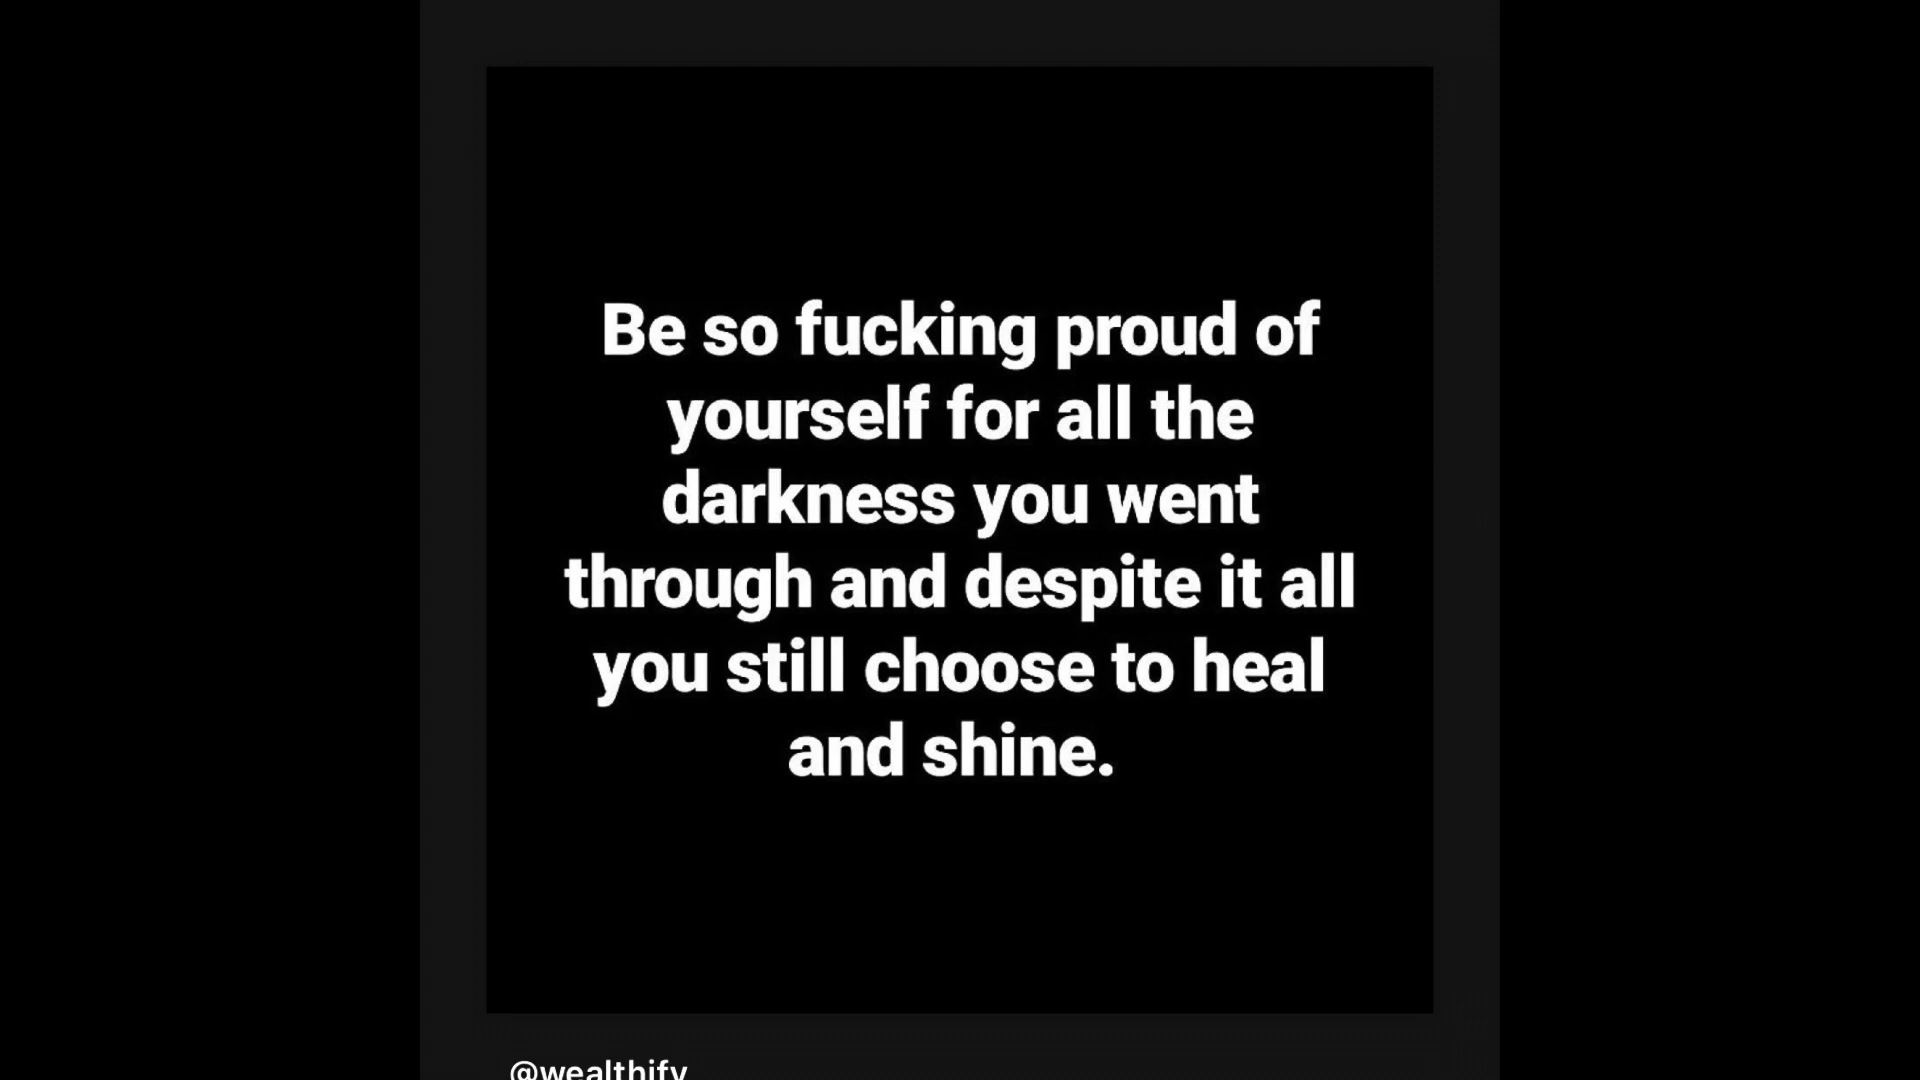 Be so fucking proud of
yourself for all the
darkness you went
through and despite it all
you still choose to heal
and shine.
@wealthify